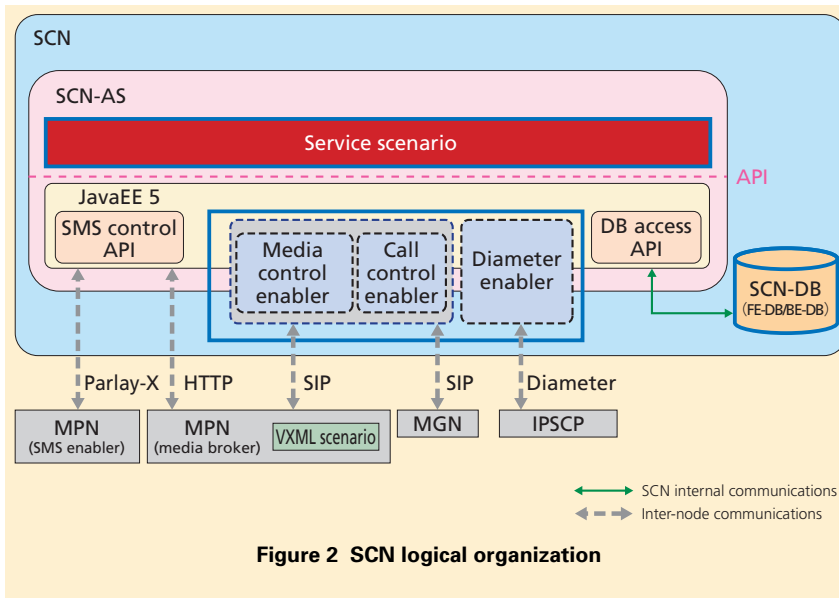 SCN
SCN-AS
Service scenario
API
JavaEE 5
SMS control
API
Media
control
enabler
Call
control
enabler
Diameter
enabler
DB access
API
SCN-DB
(FE-DB/BE-DB)
Parlay-X
HTTP
SIP
SIP
Diameter
MPN
(SMS enabler)
MPN
(media broker)
VXML scenario
MGN
IPSCP
SCN internal communications
Inter-node communications
Figure 2 SCN logical organization